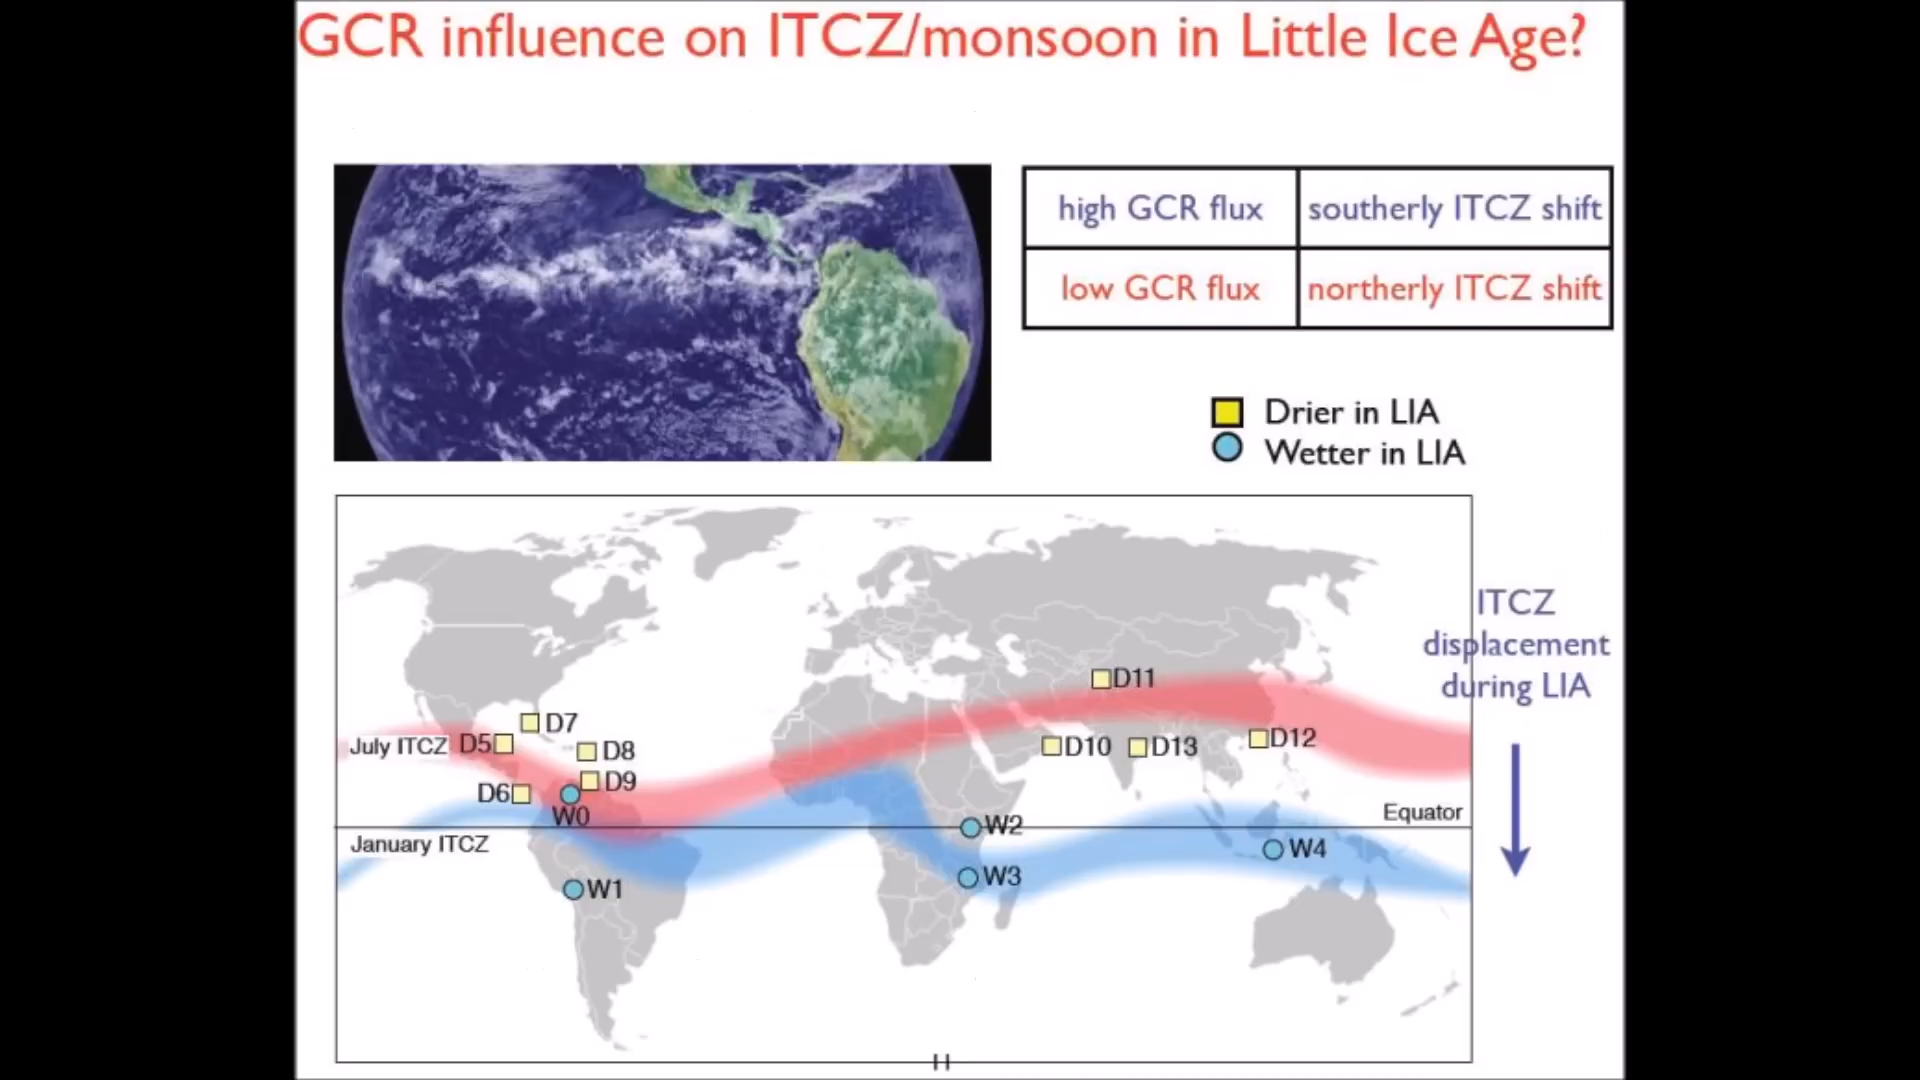 GCR influence on ITCZ/monsoon in Little Ice Age?
high GCR flux southerly ITCZ shift
low GCR flux northerly ITCZ shift
Drier in LIA
Wetter in LIA
ITCZ
displacement
during LIA
D11
D7
July ITCZ D5
D8
D10
D13
D12
D9
D6
W0
Equator
January ITCZ
W2
W4
W3
W1